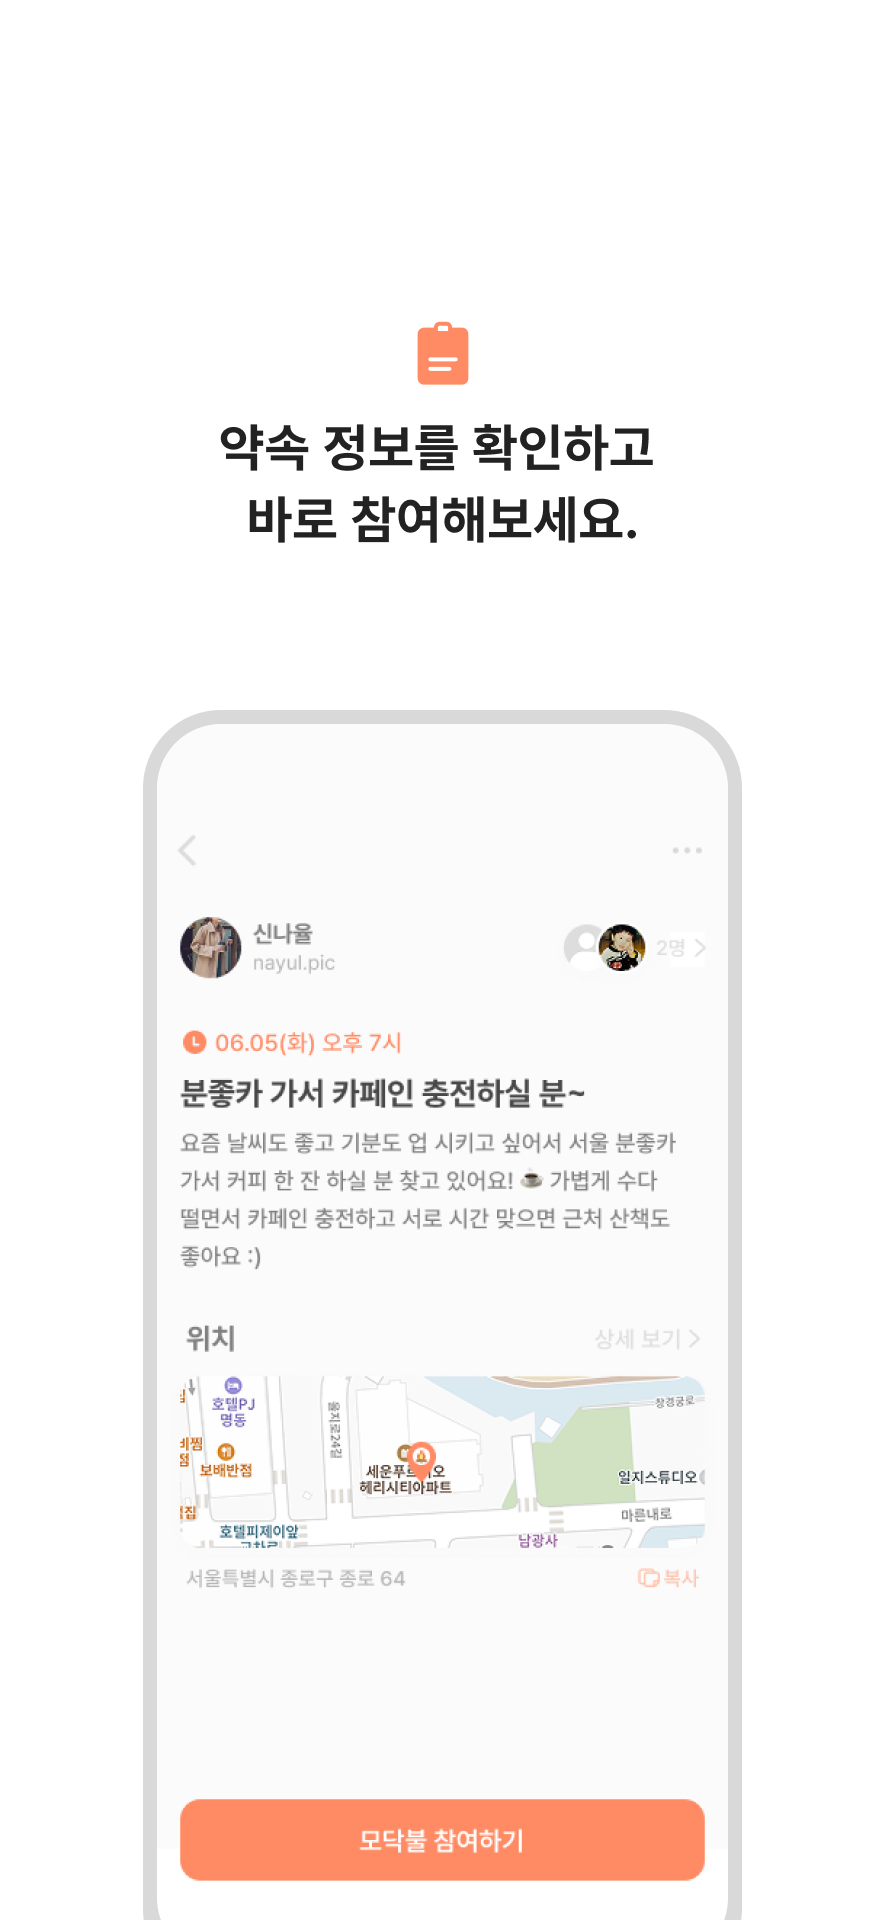 약속 정보를 확인하고
바로 참여해보세요.
신나율
nayul.pic
2명
06.05(화) 오후 7시
분좋카 가서 카페인 충전하실 분~
요즘 날씨도 좋고 기분도 업 시키고 싶어서 서울 분좋카
가서 커피 한 잔 하실 분 찾고 있어요! ☕ 가볍게 수다
떨면서 카페인 충전하고 서로 시간 맞으면 근처 산책도
좋아요 :)
위치
상세 보기
호텔PJ
명동
을지로24길
창경궁로
비찜
점
보배반점
세운푸르지오
헤리시티아파트
일지스튜디오
집
마른내로
호텔피제이앞
교차로
남광사
서울특별시 종로구 종로 64
복사
모닥불 참여하기